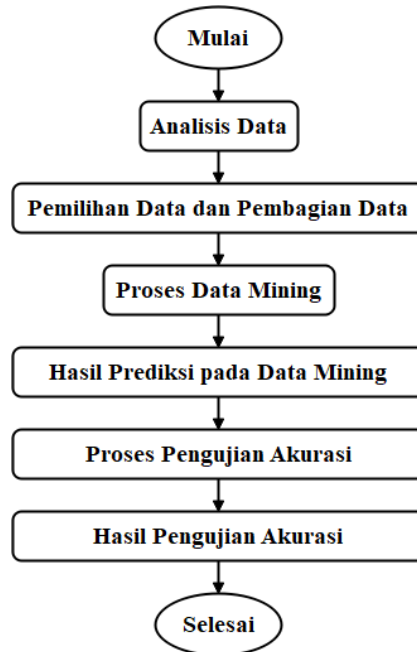 Mulai
Analisis Data
Pemilihan Data dan Pembagian Data
Proses Data Mining
Hasil Prediksi pada Data Mining
Proses Pengujian Akurasi
Hasil Pengujian Akurasi
Selesai